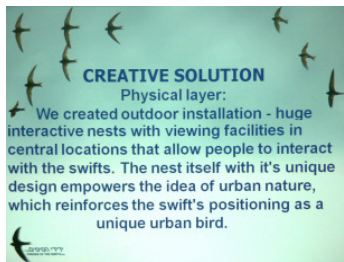 CREATIVE SOLUTION
Physical layer:
We created outdoor installation - huge
interactive nests with viewing facilities in
central locations that allow people to interact
with the swifts. The nest itself with it's unique
design empowers the idea of urban nature,
which reinforces the swift's positioning as a
unique urban bird.